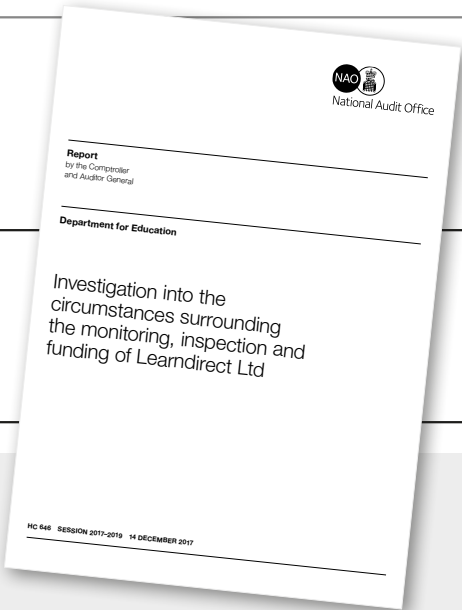 NAO
National Audit Office
Report
by the Comptroller
and Auditor General
Department for Education
Investigation into the
circumstances surrounding
the monitoring, inspection and
funding of Learndirect Ltd
HC 646 SESSION 2017–2019 14 DECEMBER 2017